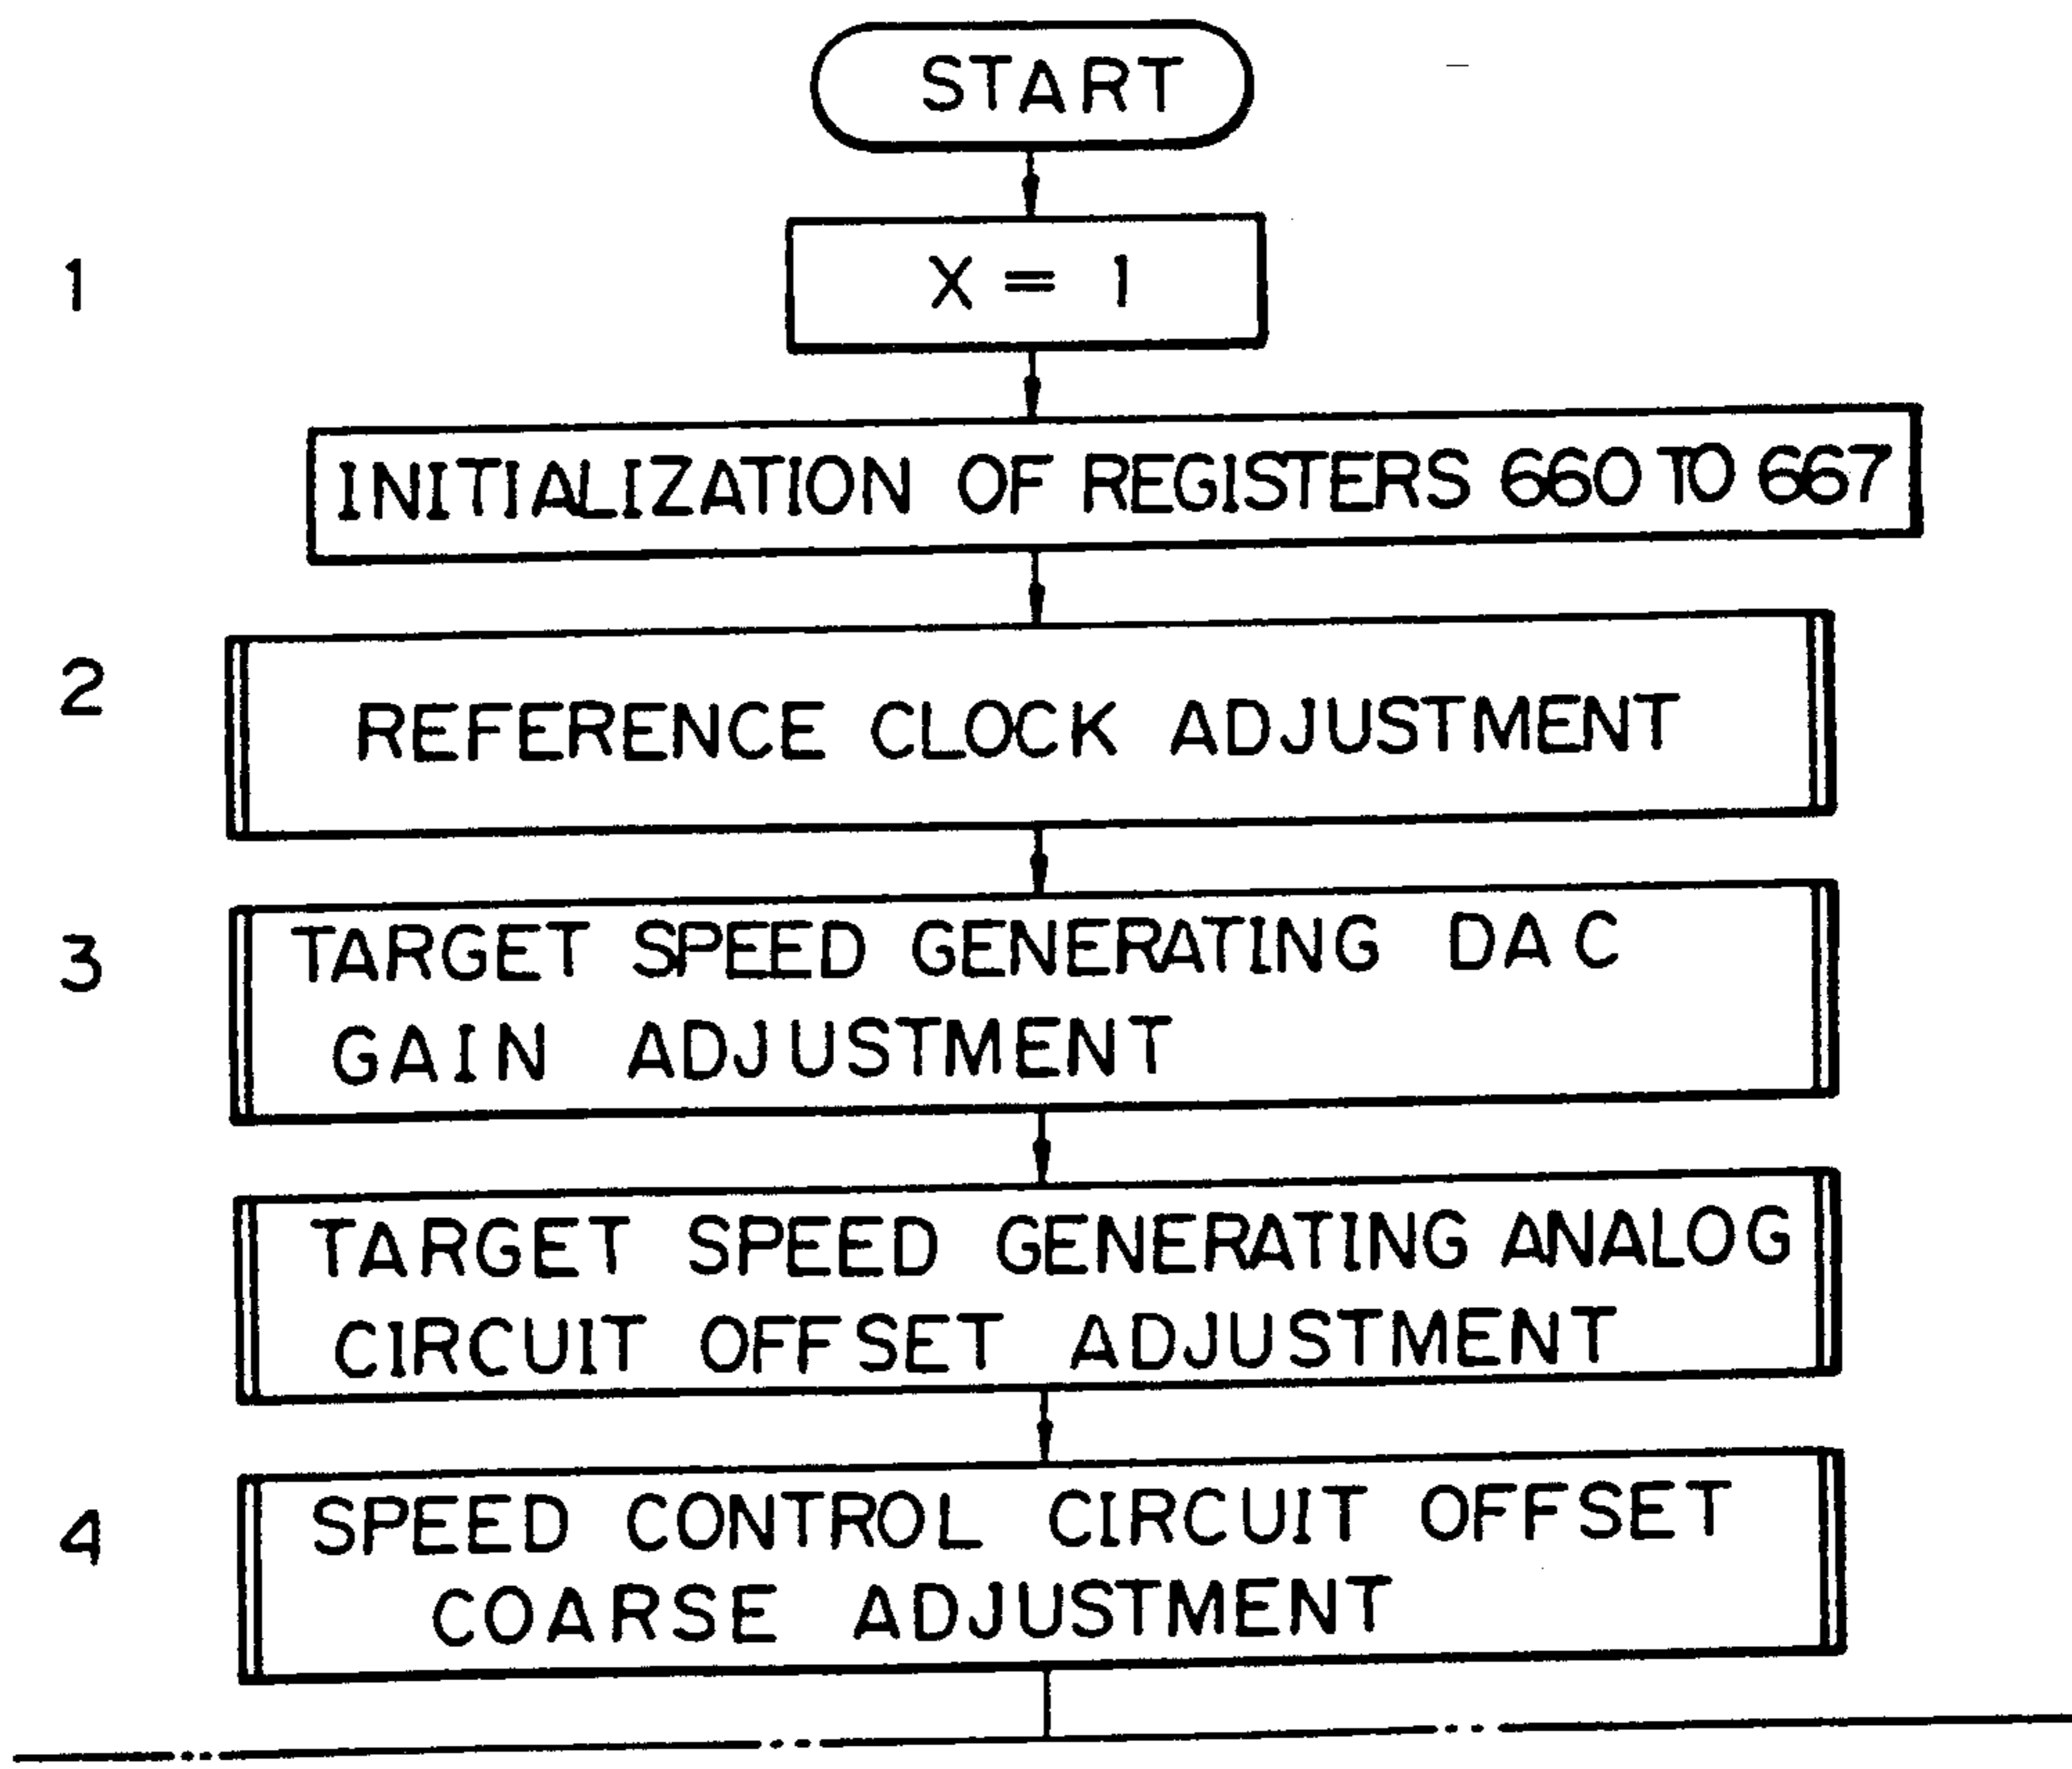 START
1
X = 1
INITIALIZATION OF REGISTERS 660 TO 667
2
REFERENCE CLOCK ADJUSTMENT
3
TARGET SPEED GENERATING DAC
GAIN ADJUSTMENT
TARGET SPEED GENERATING ANALOG
CIRCUIT OFFSET ADJUSTMENT
4
SPEED CONTROL CIRCUIT OFFSET
COARSE ADJUSTMENT